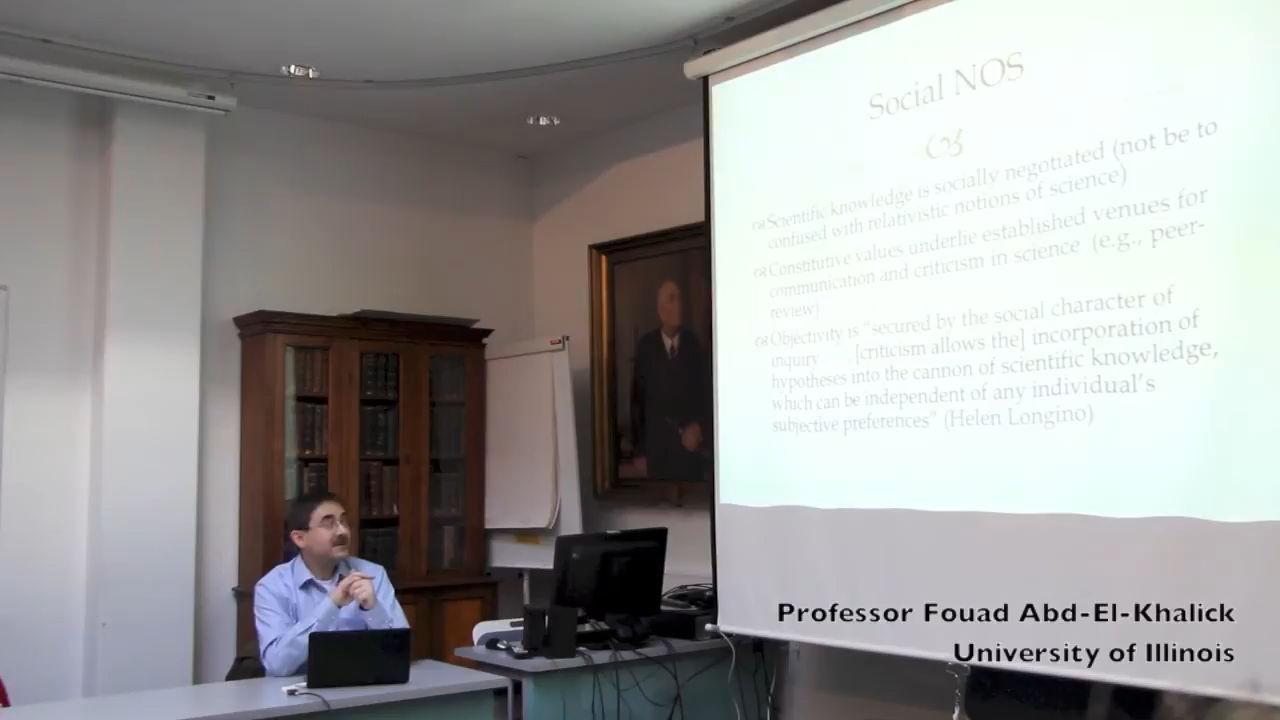 Social NOS
Scientific knowledge is socially negotiated (not be to
confused with relativistic notions of science)
Constitutive values underlie established venues for
communication and criticism in science (e.g., peer-
review)
Objectivity is "secured by the social character of
inquiry [criticism allows the] incorporation of
hypotheses into the cannon of scientific knowledge,
which can be independent of any individual's
subjective preferences" (Helen Longino)
Professor Fouad Abd-El-Khalick
University of Illinois